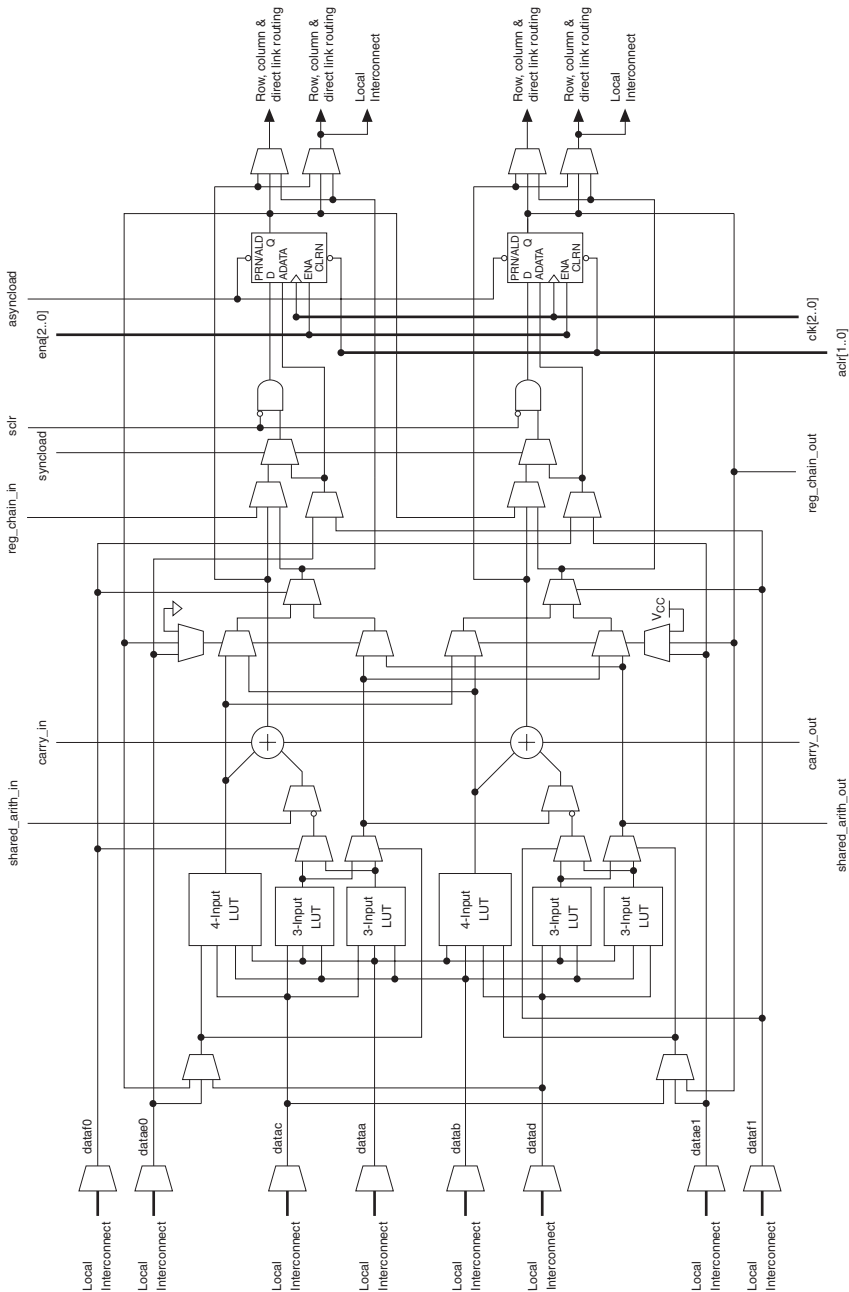 Row, column &
direct link routing
Row, column &
direct link routing
Local
Interconnect
Row, column &
direct link routing
Row, column &
direct link routing
Local
Interconnect
asyncload
ena[2..0]
PRN/ALD
D Q
ADATA
ENA
CLRN
PRN/ALD
D Q
ADATA
ENA
CLRN
clk[2..0]
aclr[1..0]
sclr
syncload
reg_chain_in
reg_chain_out
VCC
carry_in
carry_out
shared_arith_in
shared_arith_out
4-Input
LUT
3-Input
LUT
3-Input
LUT
4-Input
LUT
3-Input
LUT
3-Input
LUT
dataf0
datae0
datac
dataa
datab
datad
datae1
dataf1
Local
Interconnect
Local
Interconnect
Local
Interconnect
Local
Interconnect
Local
Interconnect
Local
Interconnect
Local
Interconnect
Local
Interconnect